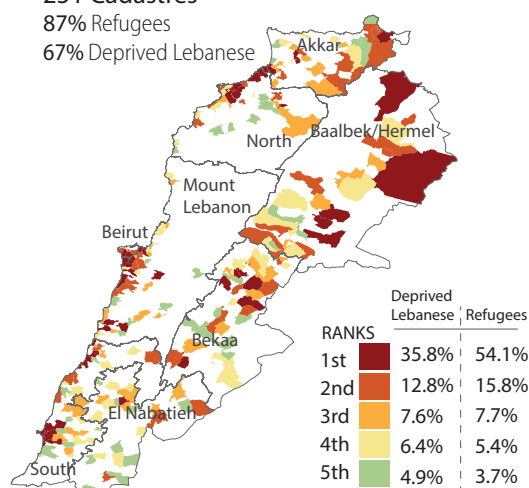 251 Cadastres
87% Refugees
67% Deprived Lebanese
Akkar
North
Baalbek/Hermel
Mount
Lebanon
Beirut
Bekaa
El Nabatieh
South
Deprived
Lebanese Refugees
RANKS
1st 35.8% 54.1%
2nd 12.8% 15.8%
3rd 7.6% 7.7%
4th 6.4% 5.4%
5th 4.9% 3.7%